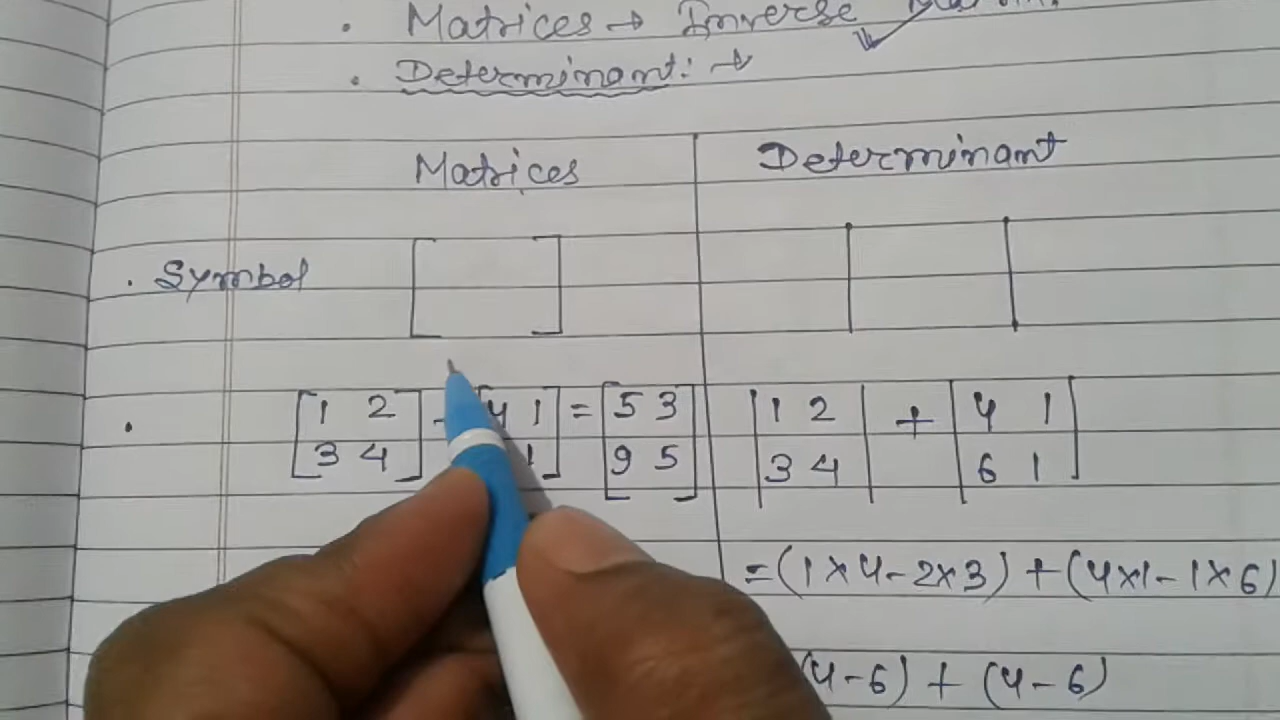 . Matrices → Inverse
. Determinant: →
Matrices Determinant
. Symbol
. [1 2 [4 1] = [5 3 |1 2| + [4 1
3 4] 1] 9 5] |3 4| 6 1]
= (1×4-2×3) + (4×1-1×6)
(4-6) + (4-6)